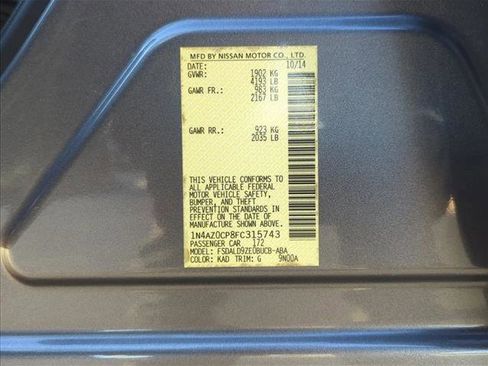 MFD BY NISSAN MOTOR CO., LTD.
DATE: 10/14
GVWR: 1902 KG
4193 LB
GAWR FR.: 983 KG
2167 LB
GAWR RR.: 923 KG
2035 LB
THIS VEHICLE CONFORMS TO
ALL APPLICABLE FEDERAL
MOTOR VEHICLE SAFETY,
BUMPER, AND THEFT
PREVENTION STANDARDS IN
EFFECT ON THE DATE OF
MANUFACTURE SHOWN ABOVE.
1N4AZ0CP8FC315743
PASSENGER CAR 172
MODEL: FSDALD9ZE0BUCB-ABA
COLOR: KAD TRIM: G 9N00A